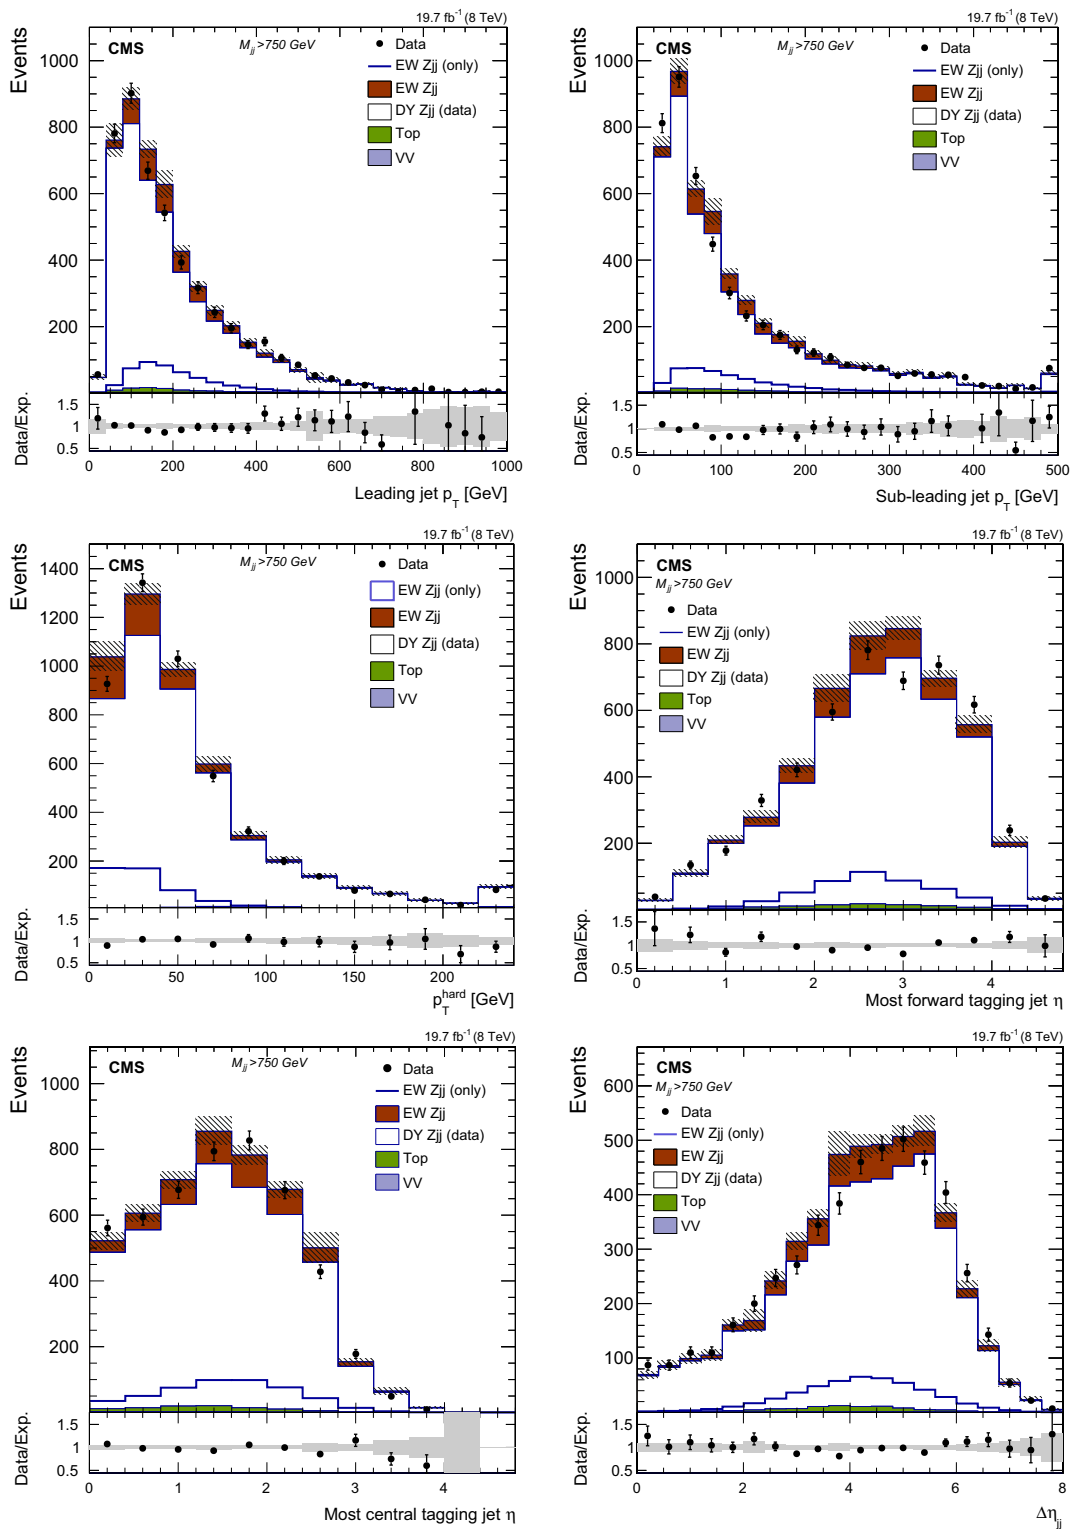 19.7 fb⁻¹ (8 TeV)
Events
CMS
M_jj > 750 GeV
Data
EW Zjj (only)
EW Zjj
DY Zjj (data)
Top
VV
1000
800
600
400
200
Data/Exp.
1.5
1
0.5
0 200 400 600 800 1000
Leading jet p_T [GeV]
19.7 fb⁻¹ (8 TeV)
Events
CMS
M_jj > 750 GeV
Data
EW Zjj (only)
EW Zjj
DY Zjj (data)
Top
VV
1000
800
600
400
200
Data/Exp.
1.5
1
0.5
0 100 200 300 400 500
Sub-leading jet p_T [GeV]
19.7 fb⁻¹ (8 TeV)
Events
CMS
M_jj > 750 GeV
Data
EW Zjj (only)
EW Zjj
DY Zjj (data)
Top
VV
1400
1200
1000
800
600
400
200
Data/Exp.
1.5
1
0.5
0 50 100 150 200
p_T^hard [GeV]
19.7 fb⁻¹ (8 TeV)
Events
CMS
M_jj > 750 GeV
Data
EW Zjj (only)
EW Zjj
DY Zjj (data)
Top
VV
1000
800
600
400
200
Data/Exp.
1.5
1
0.5
0 1 2 3 4
Most forward tagging jet η
19.7 fb⁻¹ (8 TeV)
Events
CMS
M_jj > 750 GeV
Data
EW Zjj (only)
EW Zjj
DY Zjj (data)
Top
VV
1000
800
600
400
200
Data/Exp.
1.5
1
0.5
0 1 2 3 4
Most central tagging jet η
19.7 fb⁻¹ (8 TeV)
Events
CMS
M_jj > 750 GeV
Data
EW Zjj (only)
EW Zjj
DY Zjj (data)
Top
VV
600
500
400
300
200
100
Data/Exp.
1.5
1
0.5
0 2 4 6 8
Δη_jj